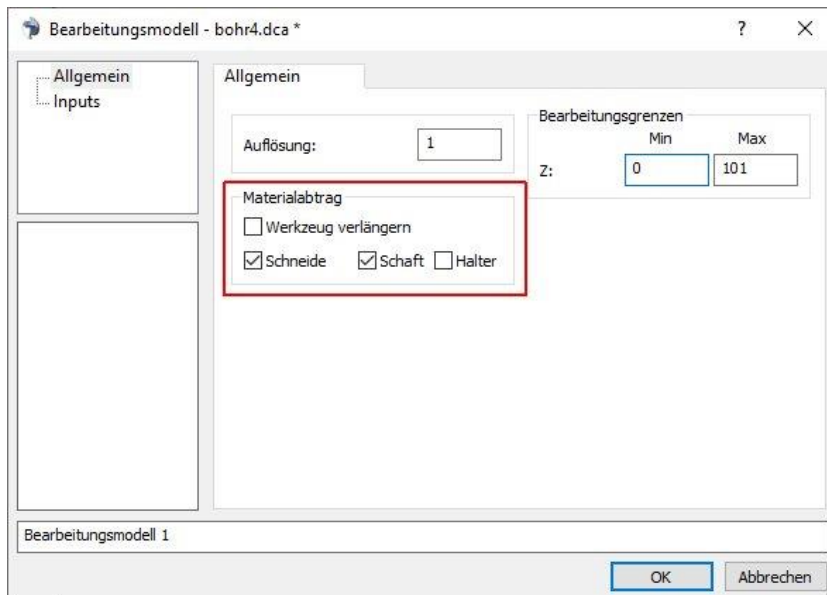 Bearbeitungsmodell - bohr4.dca *
?
Allgemein
Inputs
Allgemein
Auflösung: 1
Bearbeitungsgrenzen
Min Max
Z: 0 101
Materialabtrag
Werkzeug verlängern
Schneide Schaft Halter
Bearbeitungsmodell 1
OK Abbrechen